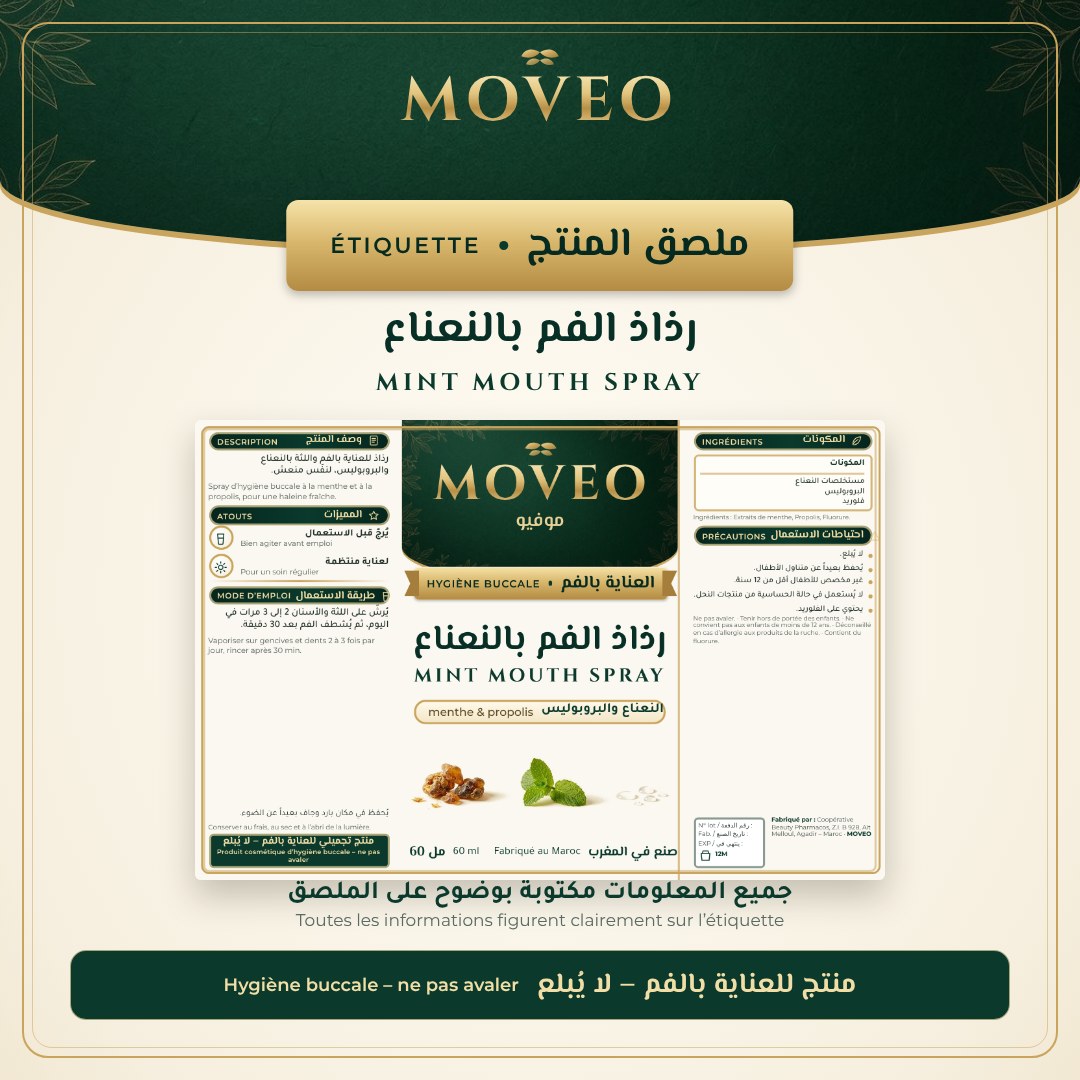 MOVEO
ملصق المنتج • ÉTIQUETTE
رذاذ الفم بالنعناع
MINT MOUTH SPRAY
DESCRIPTION وصف المنتج
رذاذ للعناية بالفم واللثة بالنعناع
والبروبوليس، لنفَس منعش.
Spray d'hygiène buccale à la menthe et à la
propolis, pour une haleine fraîche.
ATOUTS المميزات
يُرجّ قبل الاستعمال
Bien agiter avant emploi
لعناية منتظمة
Pour un soin régulier
MODE D'EMPLOI طريقة الاستعمال
يُرشّ على اللثة والأسنان 2 إلى 3 مرات في
اليوم، ثم يُشطف الفم بعد 30 دقيقة.
Vaporiser sur gencives et dents 2 à 3 fois par
jour, rincer après 30 min.
يُحفظ في مكان بارد وجاف بعيداً عن الضوء.
Conserver au frais, au sec et à l'abri de la lumière.
منتج تجميلي للعناية بالفم – لا يُبلع
Produit cosmétique d'hygiène buccale – ne pas
avaler
MOVEO
موفيو
HYGIÈNE BUCCALE • العناية بالفم
رذاذ الفم بالنعناع
MINT MOUTH SPRAY
menthe & propolis النعناع والبروبوليس
60 مل 60 ml Fabriqué au Maroc صنع في المغرب
INGRÉDIENTS المكونات
المكونات
مستخلصات النعناع
البروبوليس
فلوريد
Ingrédients : Extraits de menthe, Propolis, Fluorure.
PRÉCAUTIONS احتياطات الاستعمال
لا يُبلع.
يُحفظ بعيداً عن متناول الأطفال.
غير مخصص للأطفال أقل من 12 سنة.
لا يُستعمل في حالة الحساسية من منتجات النحل.
يحتوي على الفلوريد.
Ne pas avaler. · Tenir hors de portée des enfants. · Ne
convient pas aux enfants de moins de 12 ans. · Déconseillé
en cas d'allergie aux produits de la ruche. · Contient du
fluorure.
N° lot / رقم الدفعة :
Fab. / تاريخ الصنع :
EXP / ينتهي في :
12M
Fabriqué par : Coopérative
Beauty Pharmacos, Z.I. B 928, Aït
Melloul, Agadir – Maroc · MOVEO
جميع المعلومات مكتوبة بوضوح على الملصق
Toutes les informations figurent clairement sur l'étiquette
Hygiène buccale – ne pas avaler منتج للعناية بالفم – لا يُبلع